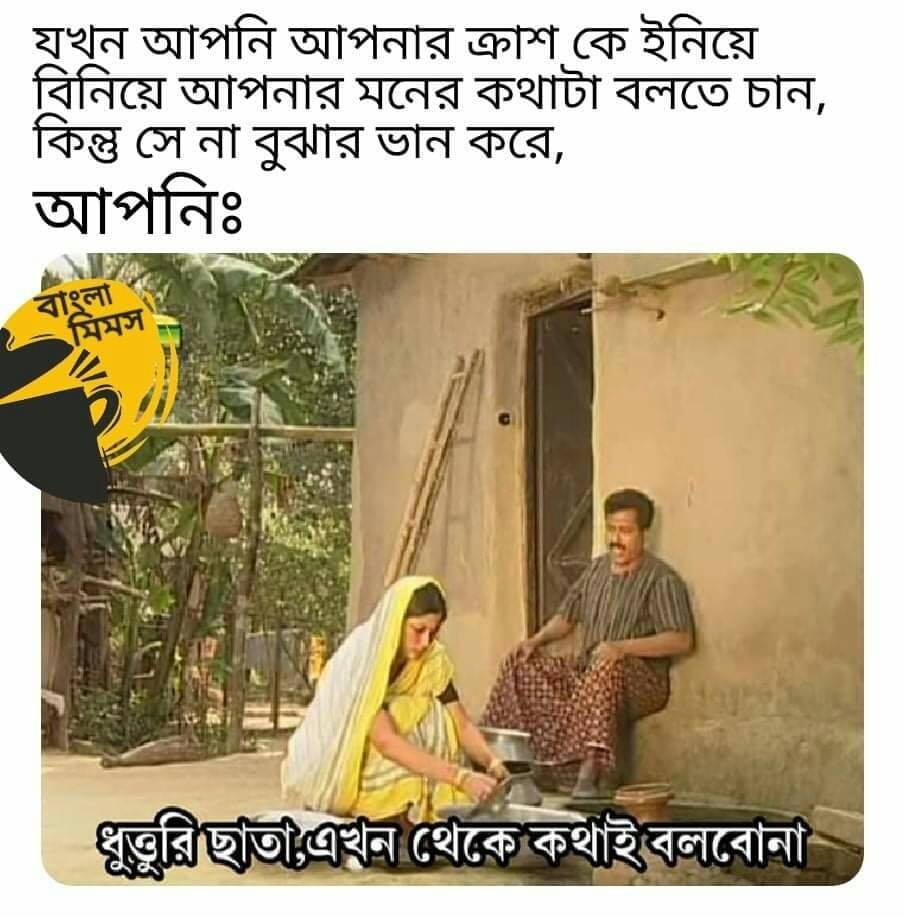 যখন আপনি আপনার ক্রাশ কে ইনিয়ে
বিনিয়ে আপনার মনের কথাটা বলতে চান,
কিন্তু সে না বুঝার ভান করে,
আপনিঃ
বাংলা
মিমস
ধুত্তুরি ছাতা,এখন থেকে কথাই বলবোনা